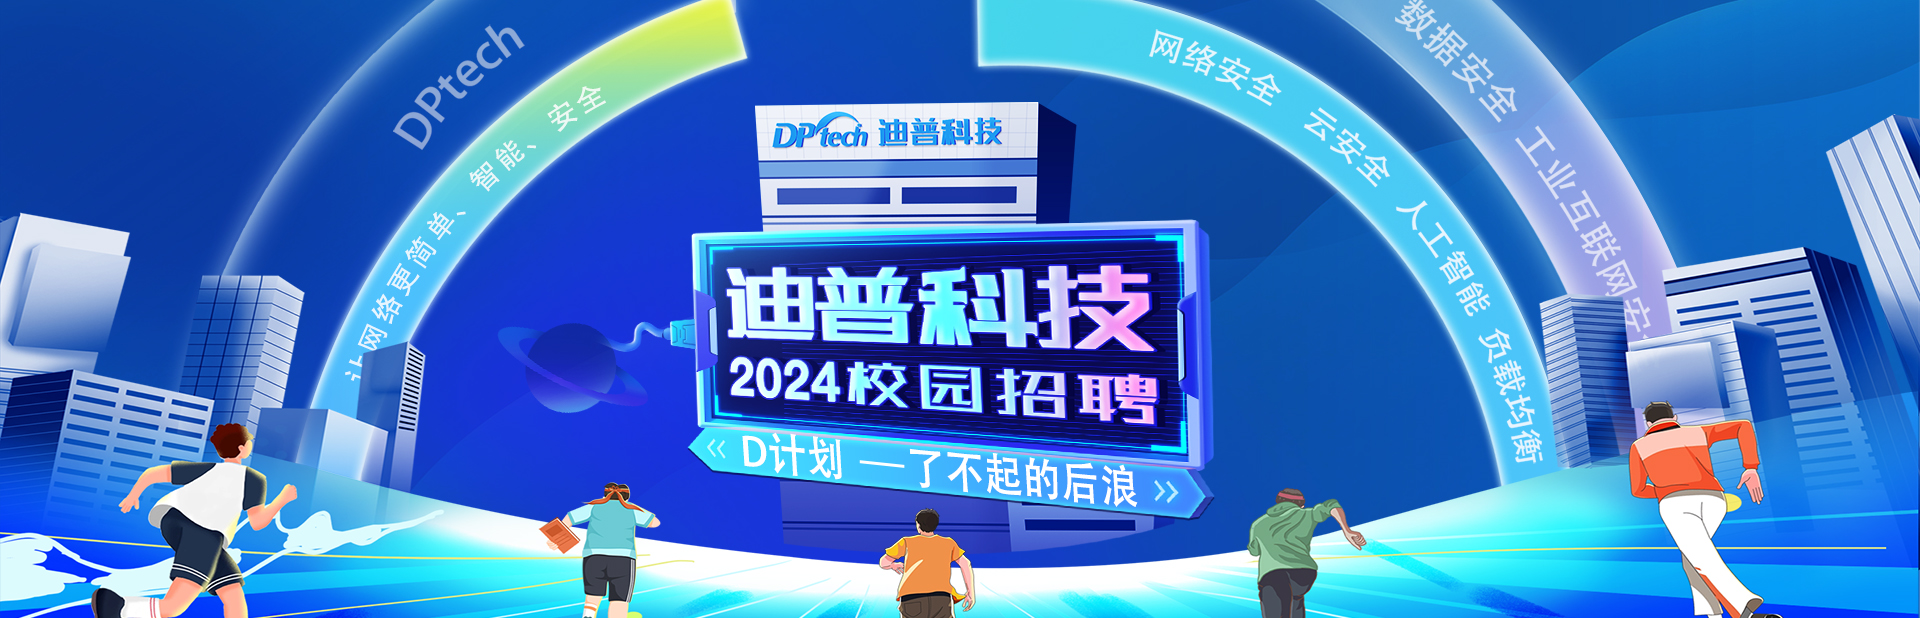 DPtech
让网络更简单、智能、安全
网络安全 云安全 人工智能 负载均衡
数据安全 工业互联网安
DPtech 迪普科技
迪普科技
2024校园招聘
D计划 —了不起的后浪